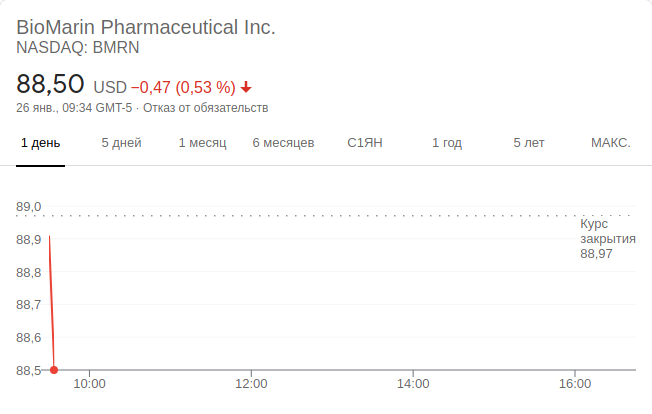 BioMarin Pharmaceutical Inc.
NASDAQ: BMRN
88,50 USD −0,47 (0,53 %)
26 янв., 09:34 GMT-5 · Отказ от обязательств
1 день 5 дней 1 месяц 6 месяцев С1ЯН 1 год 5 лет МАКС.
89,0
Курс
88,9 закрытия
88,97
88,8
88,7
88,6
88,5
10:00 12:00 14:00 16:00